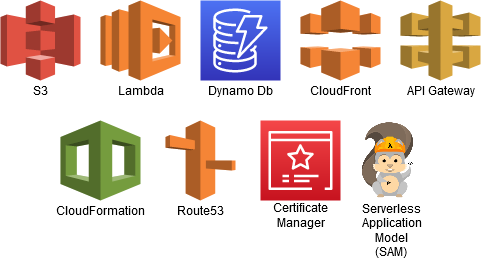 S3
Lambda
Dynamo Db
CloudFront
API Gateway
CloudFormation
Route53
Certificate
Manager
Serverless
Application
Model
(SAM)